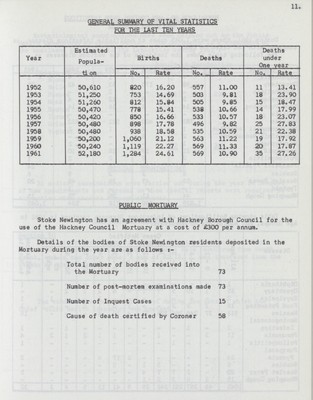 11.
GENERAL SUMMARY OF VITAL STATISTICS
FOR THE LAST TEN YEARS
Year Estimated Popula- tion Births Deaths Deaths under One year
No. Rate No. Rate No. Rate
1952 50,610 820 16.20 557 11.00 11 13.41
1953 51,250 753 14.69 503 9.81 18 23.90
1954 51,260 812 15.84 505 9.85 15 18.47
1955 50,470 778 15.41 538 10.66 14 17.99
1956 50,420 850 16.66 533 10.57 18 23.07
1957 50,480 898 17.78 496 9.82 25 27.83
1958 50,480 938 18.58 535 10.59 21 22.38
1959 50,200 1,060 21.12 563 11.22 19 17.92
1960 50,240 1,119 22.27 569 11.33 20 17.87
1961 52,180 1,284 24.61 569 10.90 35 27.26
PUBLIC MORTUARY
Stoke Newington has an agreement with Hackney Borough Council for the
use of the Hackney Council Mortuary at a cost of £300 per annum.
Details of the bodies of Stoke Newington residents deposited in the
Mortuary during the year are as follows :-
Total number of bodies received into
the Mortuary 73
Number of post-mortem examinations made 73
Number of Inquest Cases 15
Cause of death certified by Coroner 58